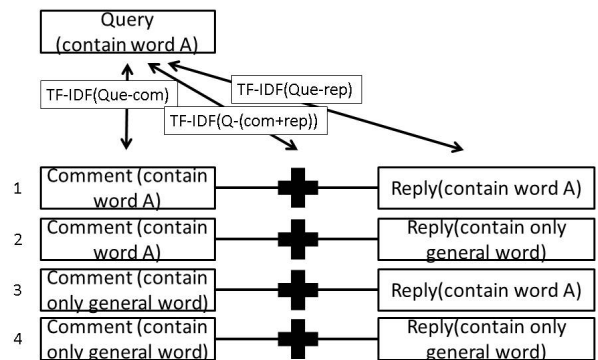 Query
(contain word A)
TF-IDF(Que-rep)
TF-IDF(Que-com)
TF-IDF(Q-(com+rep))
1
Comment (contain
word A)
Reply(contain word A)
2
Comment (contain
word A)
Reply(contain only
general word)
3
Comment (contain
only general word)
Reply(contain word A)
4
Comment (contain
only general word)
Reply(contain only
general word)